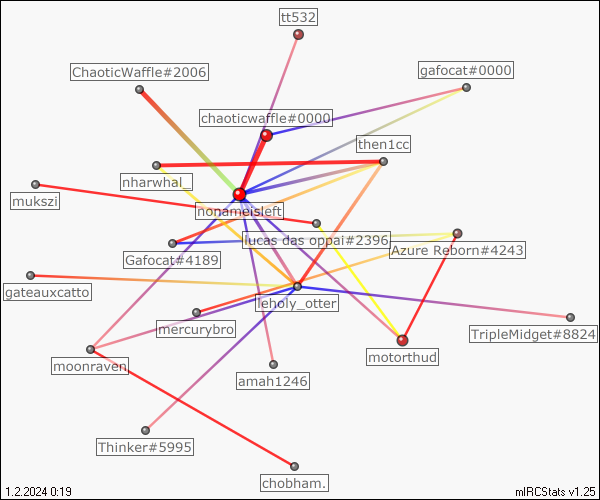 tt532
ChaoticWaffle#2006
gafocat#0000
chaoticwaffle#0000
then1cc
nharwhal_
mukszi
nonameisleft
lucas das oppai#2396
Azure Reborn#4243
Gafocat#4189
gateauxcatto
leholy_otter
mercurybro
TripleMidget#8824
motorthud
moonraven
amah1246
Thinker#5995
chobham.
1.2.2024 0:19
mIRCStats v1.25